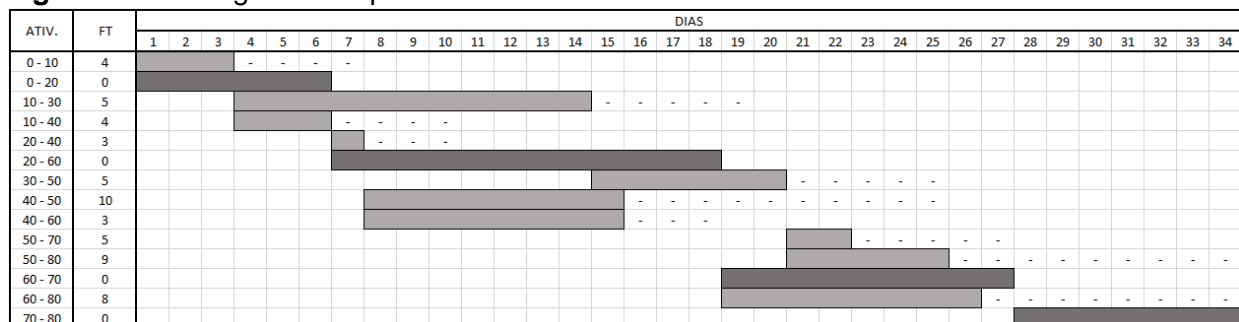 ATIV. FT DIAS
1 2 3 4 5 6 7 8 9 10 11 12 13 14 15 16 17 18 19 20 21 22 23 24 25 26 27 28 29 30 31 32 33 34
0 - 10 4 - - - -
0 - 20 0
10 - 30 5 - - - - -
10 - 40 4 - - - -
20 - 40 3 - - -
20 - 60 0
30 - 50 5 - - - - -
40 - 50 10 - - - - - - - - - -
40 - 60 3 - - -
50 - 70 5 - - - - -
50 - 80 9 - - - - - - - - -
60 - 70 0
60 - 80 8 - - - - - - - -
70 - 80 0